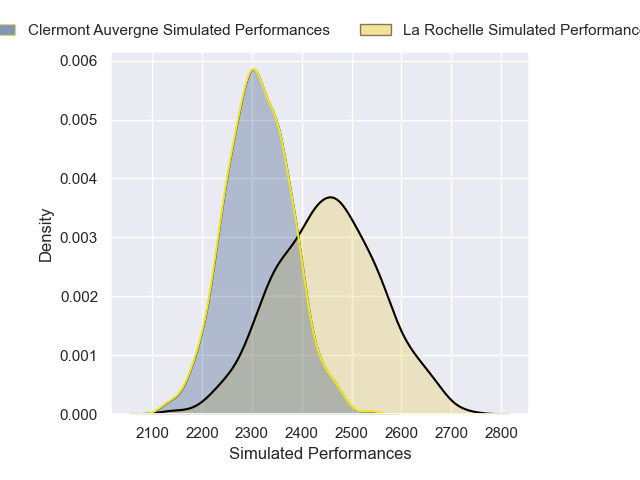 Clermont Auvergne Simulated Performances La Rochelle Simulated Performanc
0.006
0.005
0.004
0.003
0.002
0.001
0.000
Density
2100 2200 2300 2400 2500 2600 2700 2800
Simulated Performances